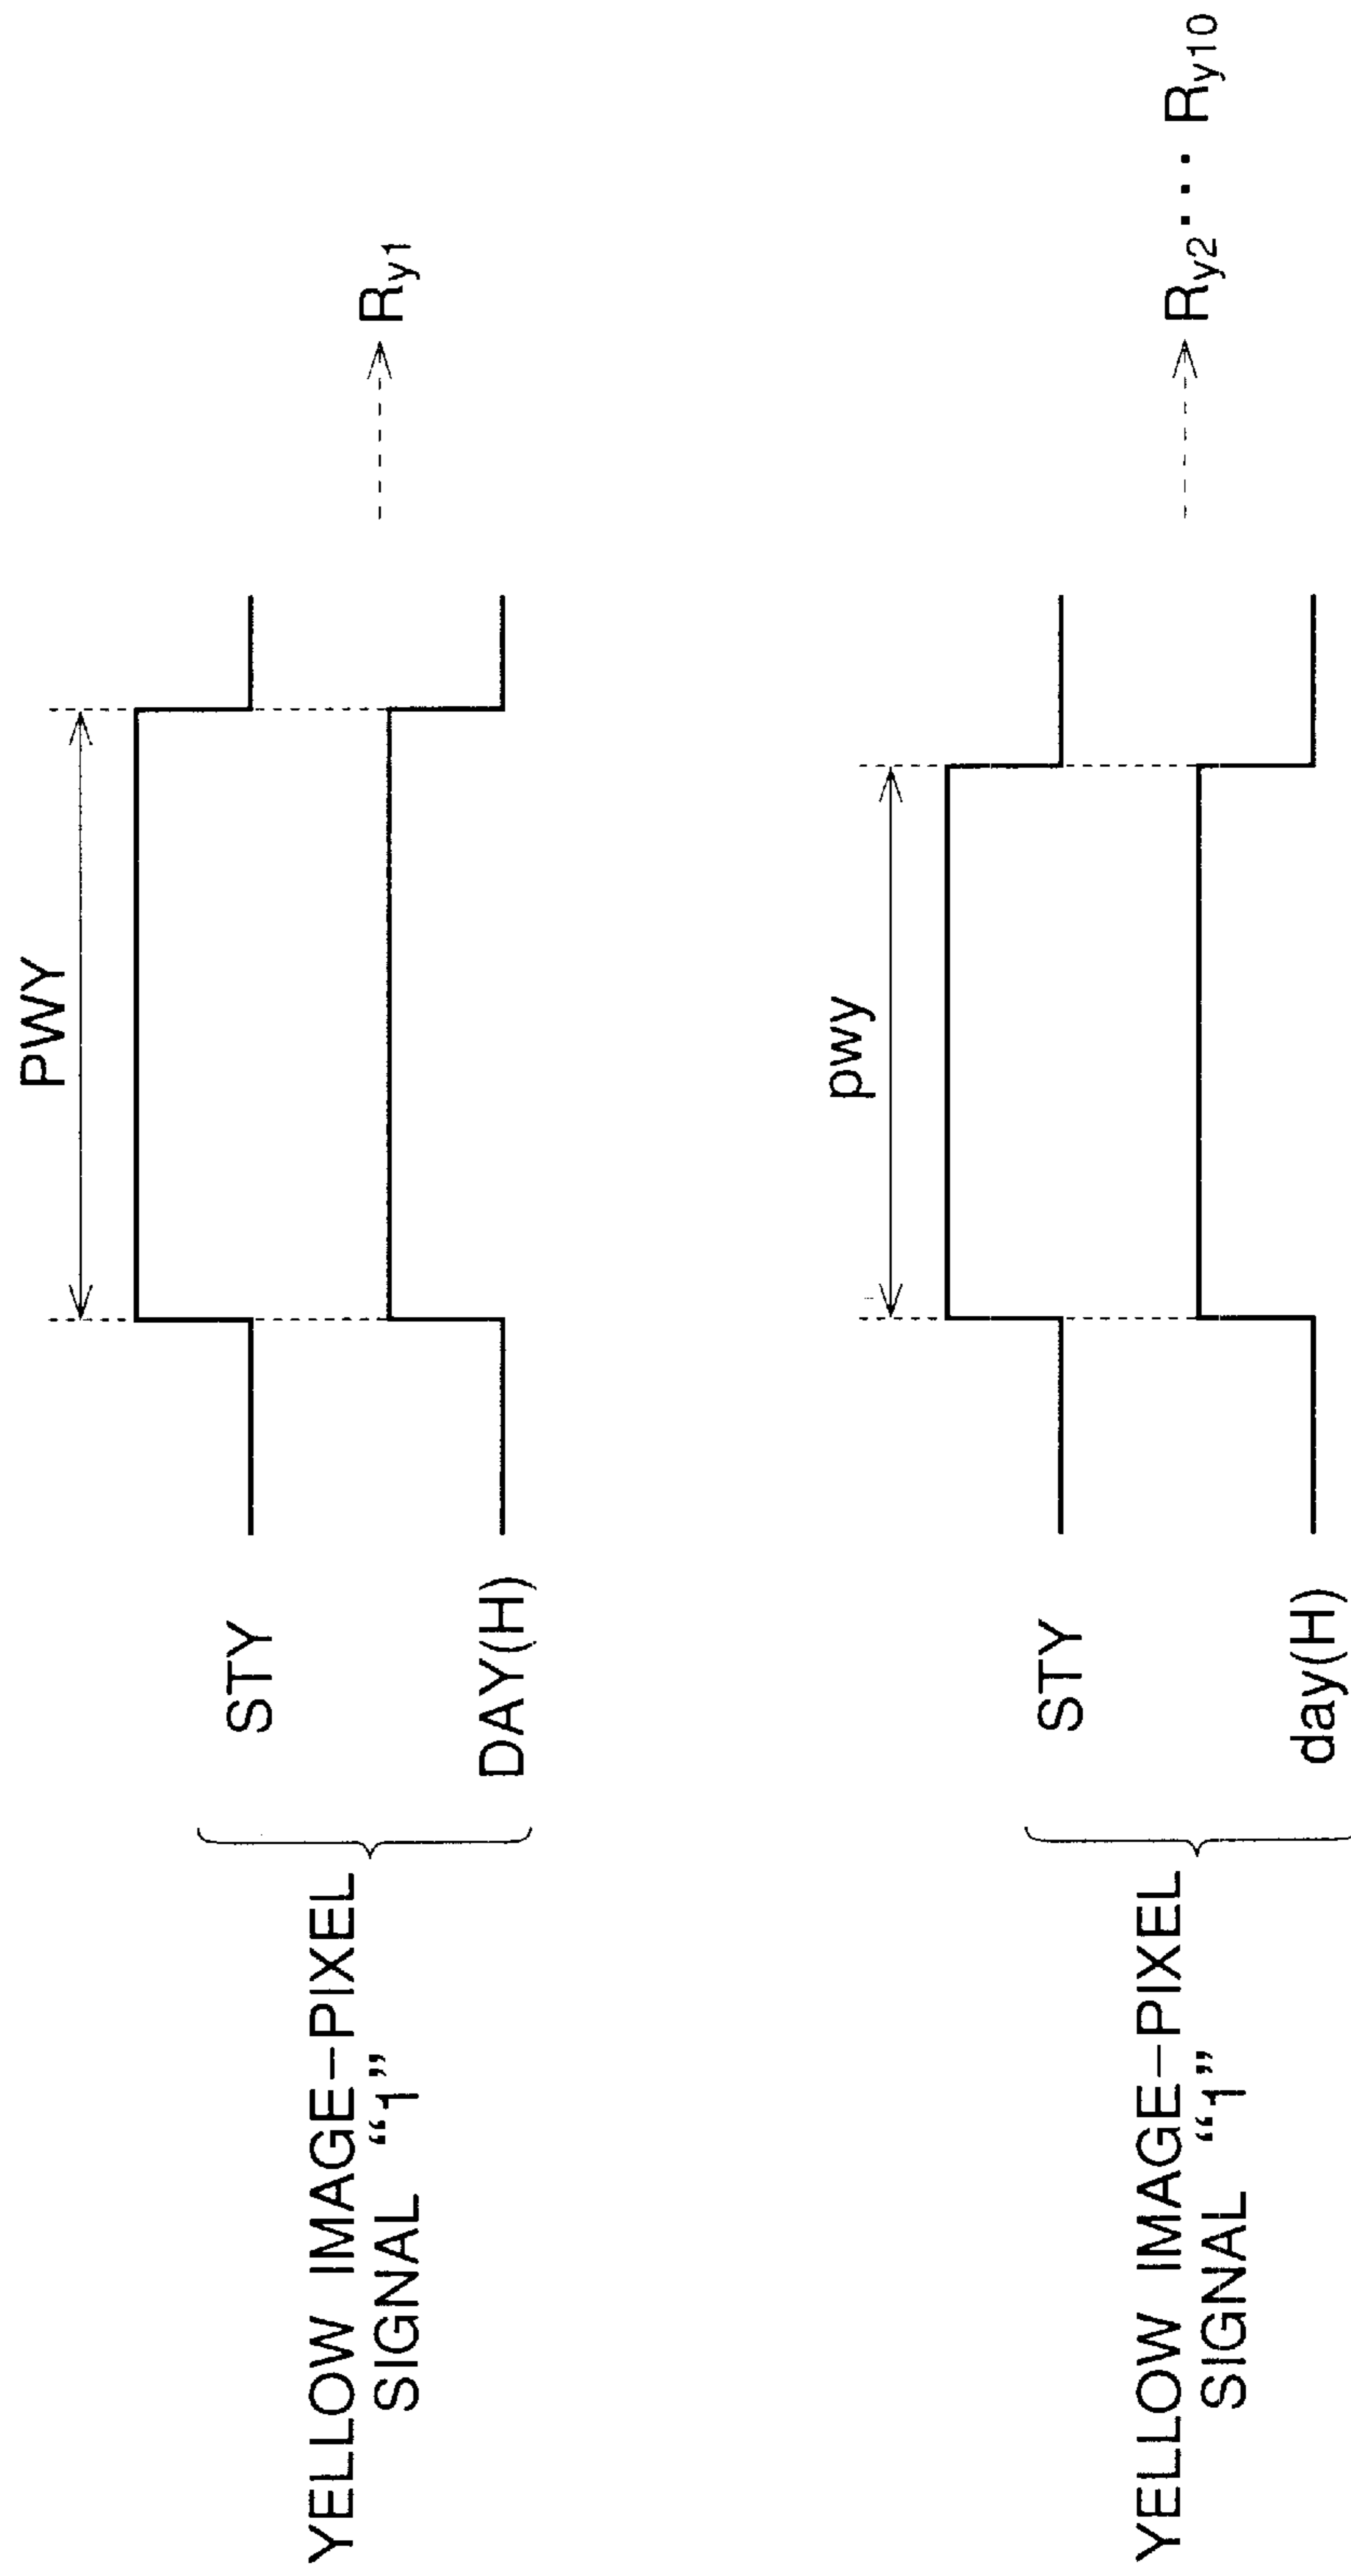 PWY
STY
YELLOW IMAGE-PIXEL
SIGNAL "1"
Ry1
DAY(H)
pwy
STY
YELLOW IMAGE-PIXEL
SIGNAL "1"
Ry2 ··· Ry10
day(H)